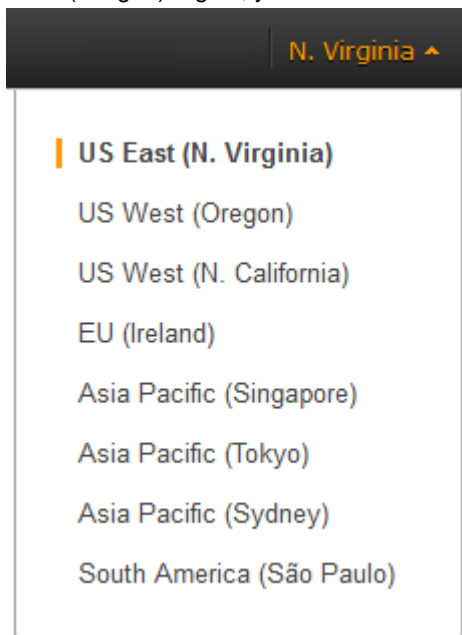 N. Virginia
US East (N. Virginia)
US West (Oregon)
US West (N. California)
EU (Ireland)
Asia Pacific (Singapore)
Asia Pacific (Tokyo)
Asia Pacific (Sydney)
South America (São Paulo)